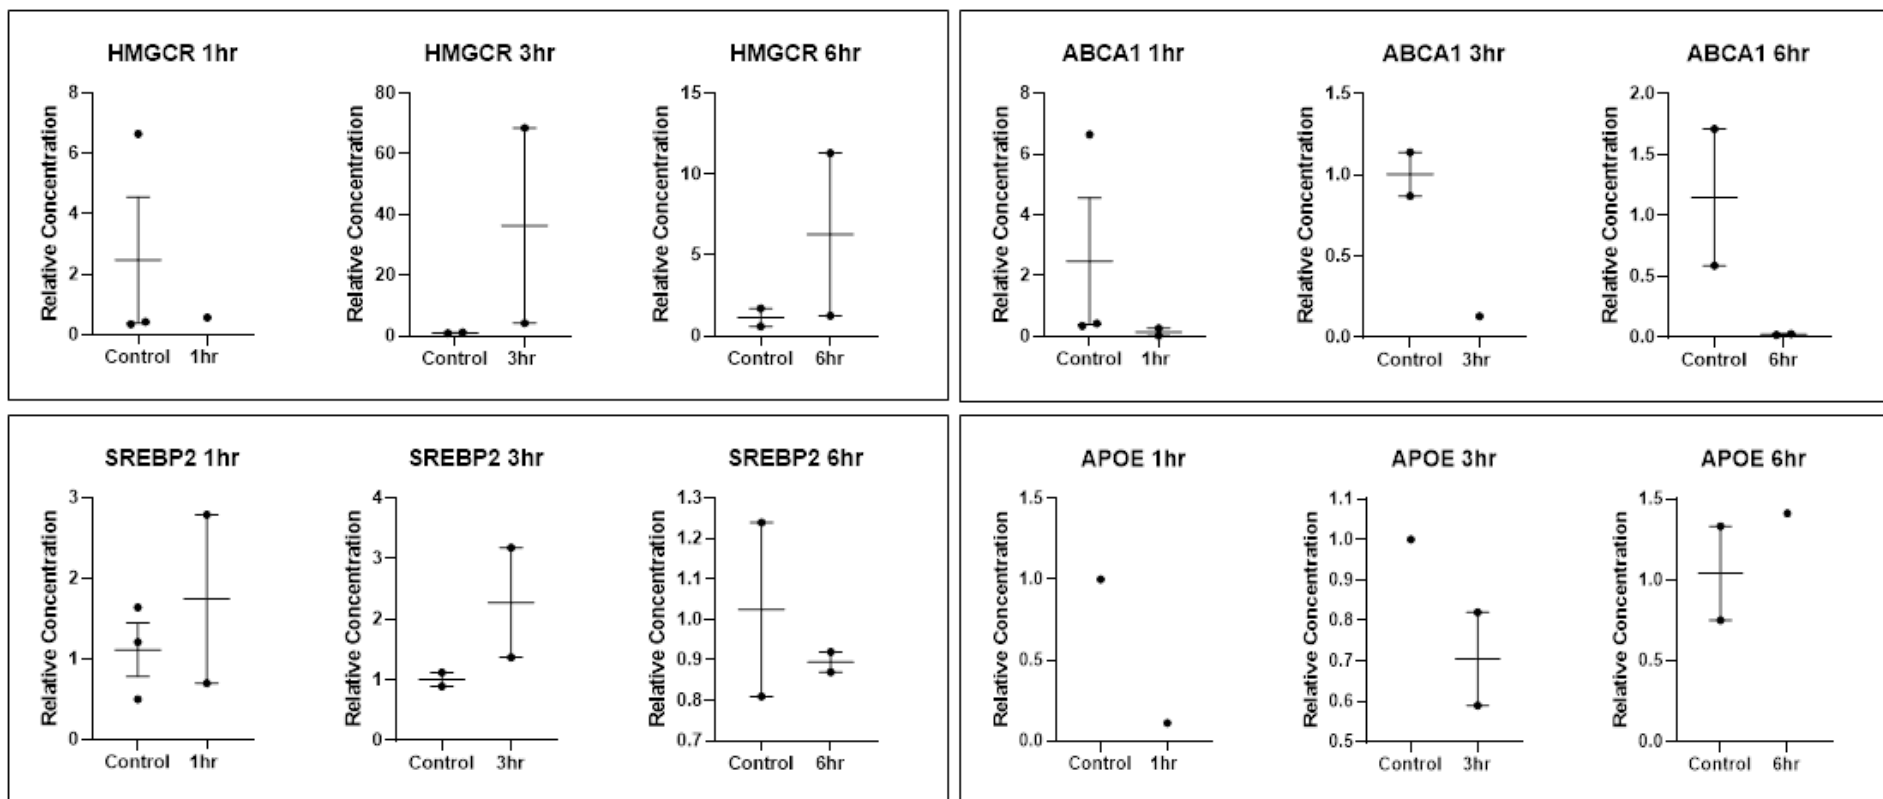 HMGCR 1hr
Relative Concentration
8
6
4
2
0
Control 1hr
HMGCR 3hr
Relative Concentration
80
60
40
20
0
Control 3hr
HMGCR 6hr
Relative Concentration
15
10
5
0
Control 6hr
ABCA1 1hr
Relative Concentration
8
6
4
2
0
Control 1hr
ABCA1 3hr
Relative Concentration
1.5
1.0
0.5
0.0
Control 3hr
ABCA1 6hr
Relative Concentration
2.0
1.5
1.0
0.5
0.0
Control 6hr
SREBP2 1hr
Relative Concentration
3
2
1
0
Control 1hr
SREBP2 3hr
Relative Concentration
4
3
2
1
0
Control 3hr
SREBP2 6hr
Relative Concentration
1.3
1.2
1.1
1.0
0.9
0.8
0.7
Control 6hr
APOE 1hr
Relative Concentration
1.5
1.0
0.5
0.0
Control 1hr
APOE 3hr
Relative Concentration
1.1
1.0
0.9
0.8
0.7
0.6
0.5
Control 3hr
APOE 6hr
Relative Concentration
1.5
1.0
0.5
0.0
Control 6hr